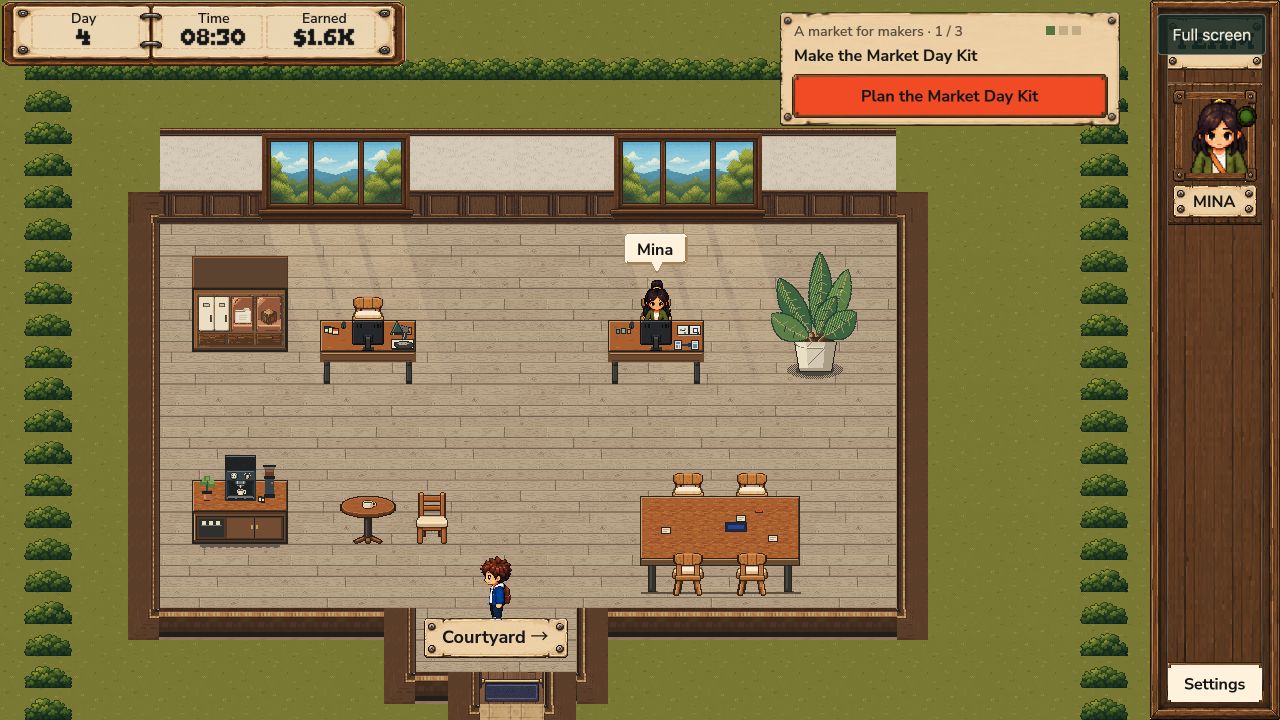 Day
4
Time
08:30
Earned
$1.6K
A market for makers · 1 / 3
Make the Market Day Kit
Plan the Market Day Kit
Full screen
MINA
Mina
Courtyard →
Settings